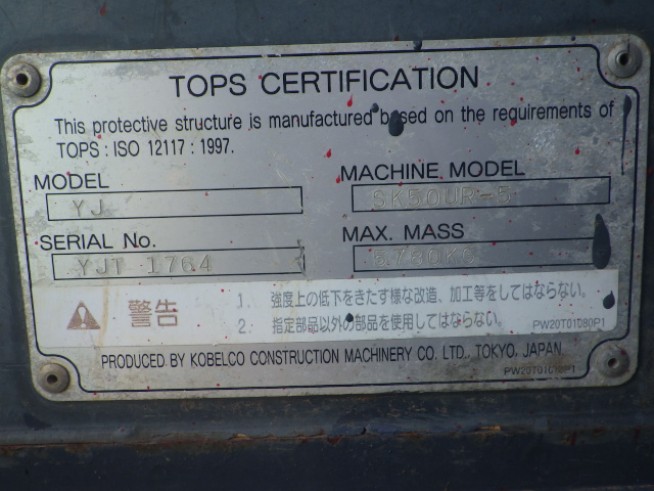 TOPS CERTIFICATION
This protective structure is manufactured based on the requirements of
TOPS : ISO 12117 : 1997.
MODEL
YJ
MACHINE MODEL
SK50UR-5
SERIAL No.
YJT 1764
MAX. MASS
警告
1. 強度上の低下をきたす様な改造、加工等をしてはならない。
2. 指定部品以外の部品を使用してはならない。
PW20T01080P1
PRODUCED BY KOBELCO CONSTRUCTION MACHINERY CO. LTD., TOKYO, JAPAN